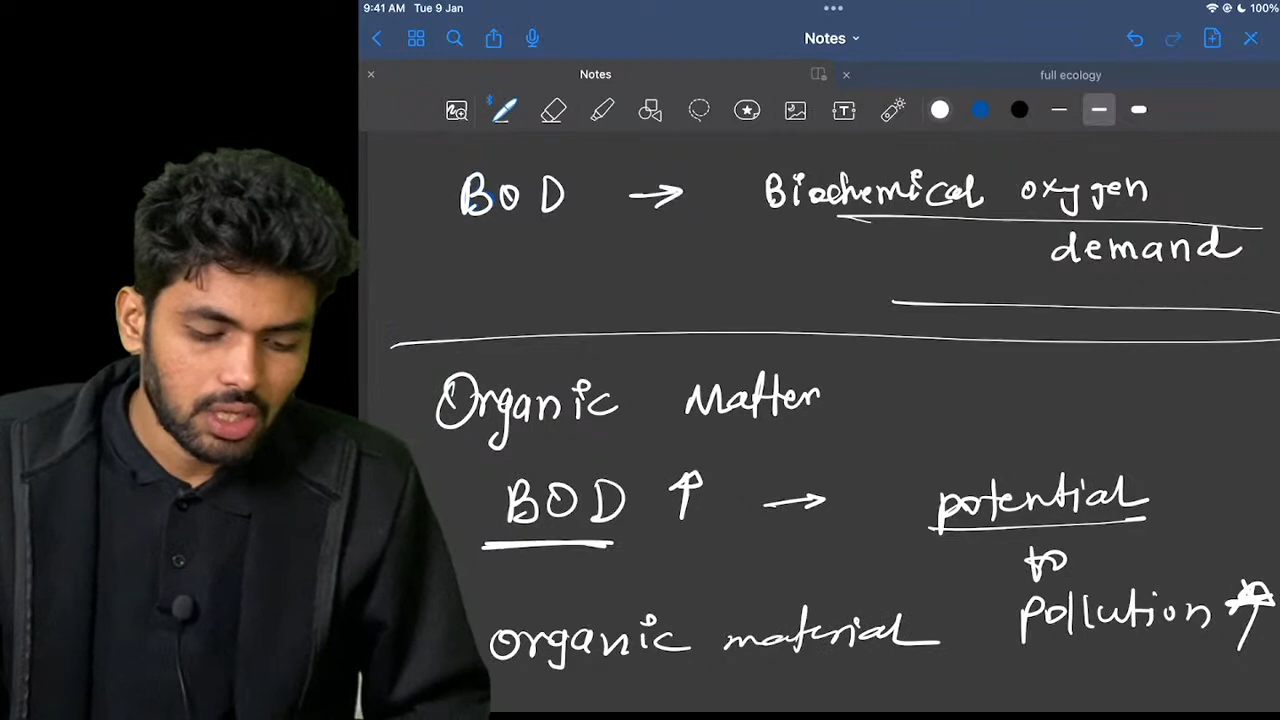 9:41 AM Tue 9 Jan
100%
Notes
Notes
full ecology
BOD → Biochemical oxygen
demand
Organic Matter
BOD ↑ → potential
to
pollution ↑
organic material